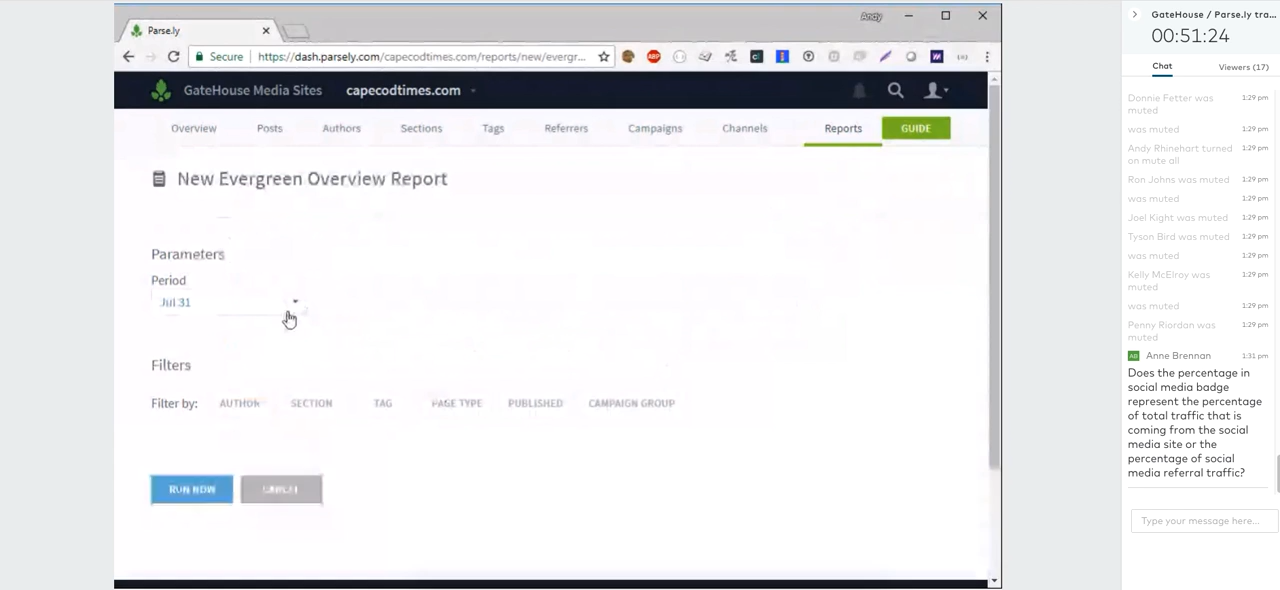 Parse.ly
Andy
Secure
https://dash.parsely.com/capecodtimes.com/reports/new/evergr...
ABP
GateHouse Media Sites
capecodtimes.com
Overview
Posts
Authors
Sections
Tags
Referrers
Campaigns
Channels
Reports
GUIDE
New Evergreen Overview Report
Parameters
Period
Jul 31
Filters
Filter by:
AUTHOR
SECTION
TAG
PAGE TYPE
PUBLISHED
CAMPAIGN GROUP
RUN NOW
CANCEL
GateHouse / Parse.ly tra...
00:51:24
Chat
Viewers (17)
Donnie Fetter was
muted
1:29 pm
was muted
1:29 pm
Andy Rhinehart turned
on mute all
1:29 pm
Ron Johns was muted
1:29 pm
was muted
1:29 pm
Joel Kight was muted
1:29 pm
Tyson Bird was muted
1:29 pm
was muted
1:29 pm
Kelly McElroy was
muted
1:29 pm
was muted
1:29 pm
Penny Riordan was
muted
1:29 pm
AB
Anne Brennan
1:31 pm
Does the percentage in
social media badge
represent the percentage
of total traffic that is
coming from the social
media site or the
percentage of social
media referral traffic?
Type your message here...